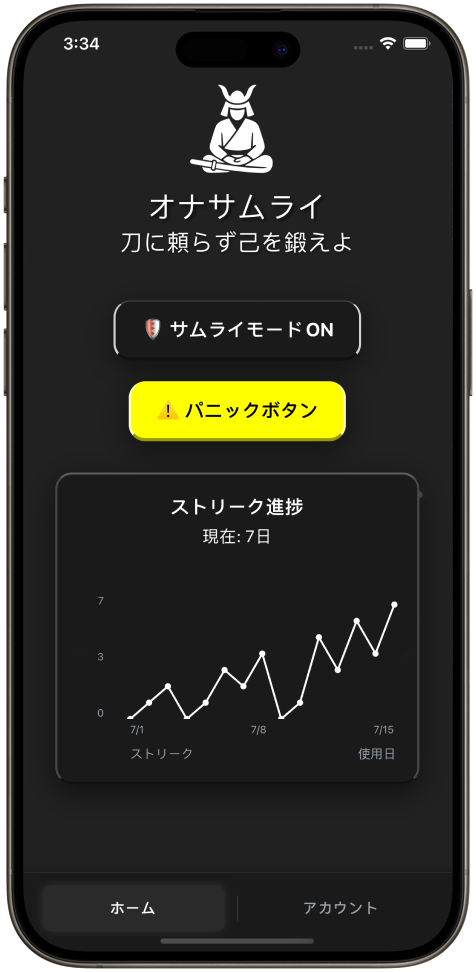 3:34
オナサムライ
刀に頼らず己を鍛えよ
サムライモードON
パニックボタン
ストリーク進捗
現在: 7日
7
3
0
7/1 7/8 7/15
ストリーク 使用日
ホーム アカウント